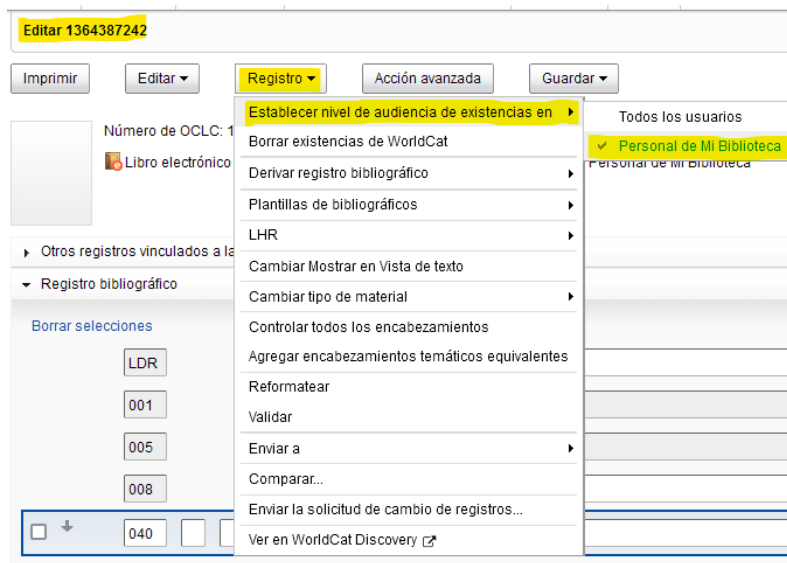 Editar 1364387242
Imprimir Editar Registro Acción avanzada Guardar
Establecer nivel de audiencia de existencias en Todos los usuarios
Número de OCLC: 1
Borrar existencias de WorldCat Personal de Mi Biblioteca
Libro electrónico Personal de Mi Biblioteca
Derivar registro bibliográfico
Plantillas de bibliográficos
LHR
Otros registros vinculados a la
Cambiar Mostrar en Vista de texto
Registro bibliográfico
Cambiar tipo de material
Borrar selecciones
Controlar todos los encabezamientos
Agregar encabezamientos temáticos equivalentes
LDR
Reformatear
001
Validar
005
Enviar a
Comparar...
008
Enviar la solicitud de cambio de registros...
040
Ver en WorldCat Discovery